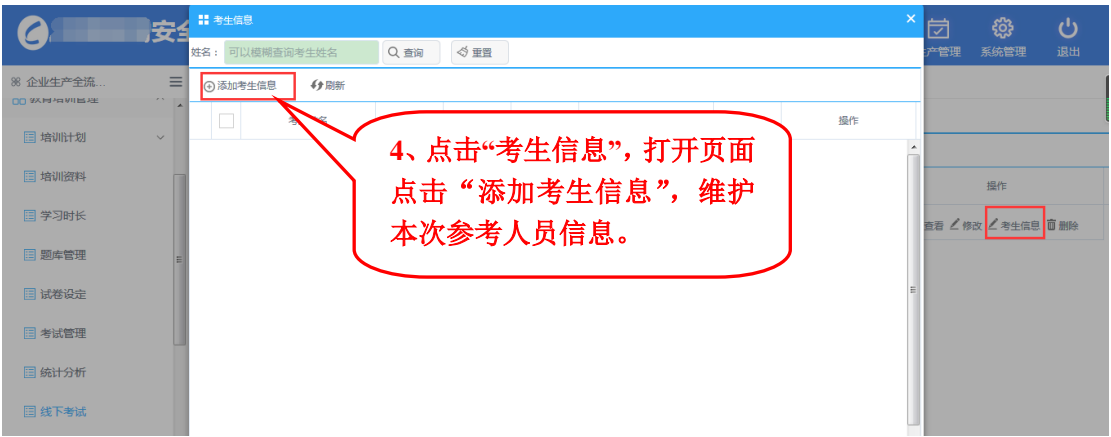 安全
考生信息
×
产管理
系统管理
退出
姓名：
可以模糊查询考生姓名
查询
重置
企业生产全流...
添加考生信息
刷新
教育培训管理
操作
培训计划
4、点击“考生信息”，打开页面
点击“添加考生信息”，维护
本次参考人员信息。
培训资料
操作
学习时长
查看 修改 考生信息 删除
题库管理
试卷设定
考试管理
统计分析
线下考试